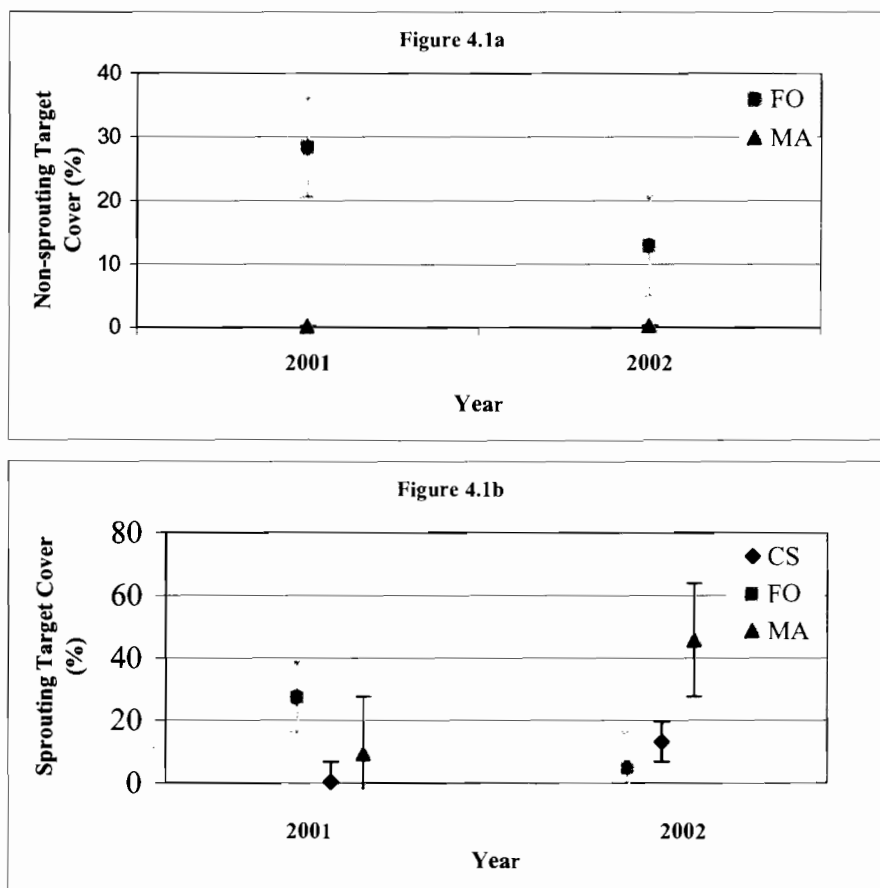 Figure 4.1a
Non-sprouting Target
Cover (%)
40
30
20
10
0
FO
MA
2001
2002
Year
Figure 4.1b
Sprouting Target Cover
(%)
80
60
40
20
0
CS
FO
MA
2001
2002
Year